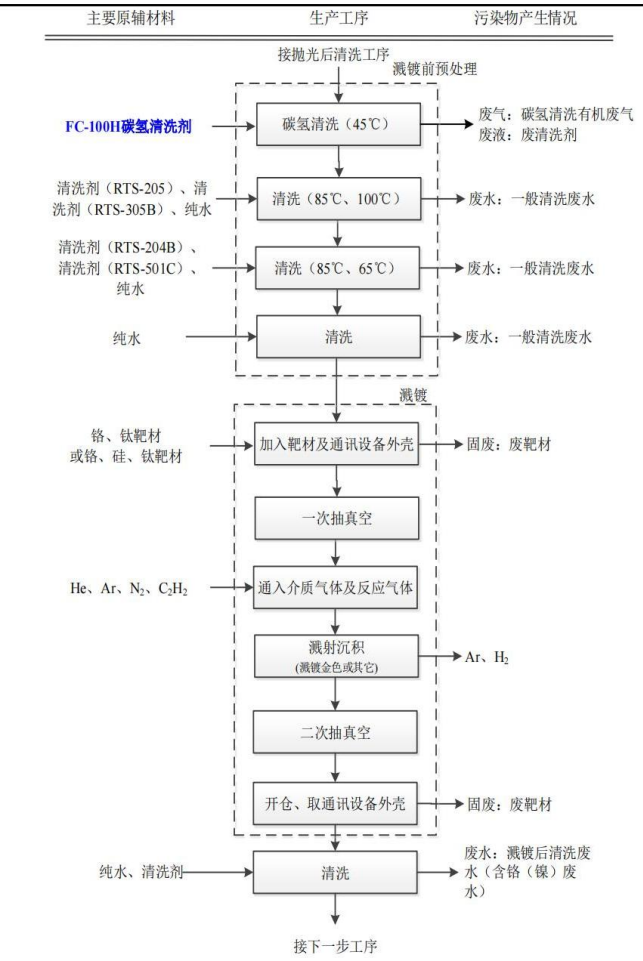 主要原辅材料 生产工序 污染物产生情况
接抛光后清洗工序
溅镀前预处理
FC-100H碳氢清洗剂
碳氢清洗（45℃）
废气：碳氢清洗有机废气
废液：废清洗剂
清洗剂（RTS-205）、清
洗剂（RTS-305B）、纯水
清洗（85℃、100℃）
废水：一般清洗废水
清洗剂（RTS-204B）、
清洗剂（RTS-501C）、
纯水
清洗（85℃、65℃）
废水：一般清洗废水
纯水
清洗
废水：一般清洗废水
溅镀
铬、钛靶材
或铬、硅、钛靶材
加入靶材及通讯设备外壳
固废：废靶材
一次抽真空
He、Ar、N₂、C₂H₂
通入介质气体及反应气体
溅射沉积
(溅镀金色或其它)
Ar、H₂
二次抽真空
开仓、取通讯设备外壳
固废：废靶材
纯水、清洗剂
清洗
废水：溅镀后清洗废
水（含铬（镍）废
水）
接下一步工序